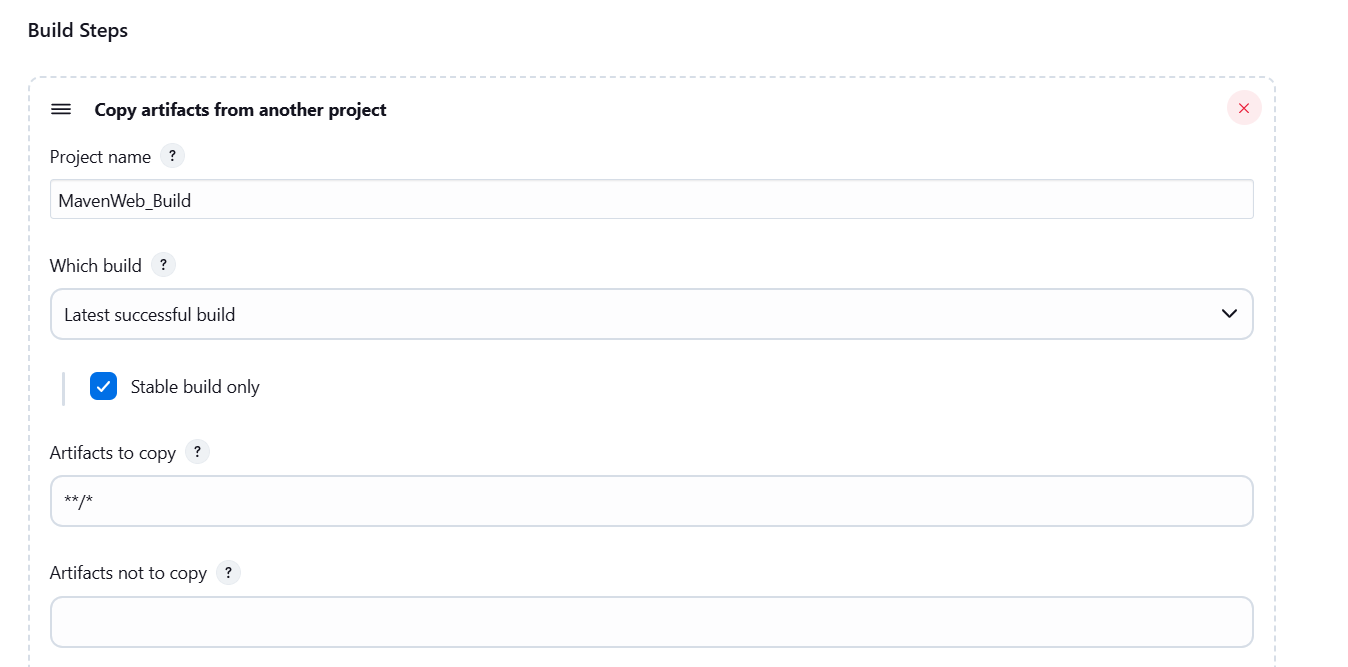 Build Steps
Copy artifacts from another project
Project name ?
MavenWeb_Build
Which build ?
Latest successful build
Stable build only
Artifacts to copy ?
**/*
Artifacts not to copy ?